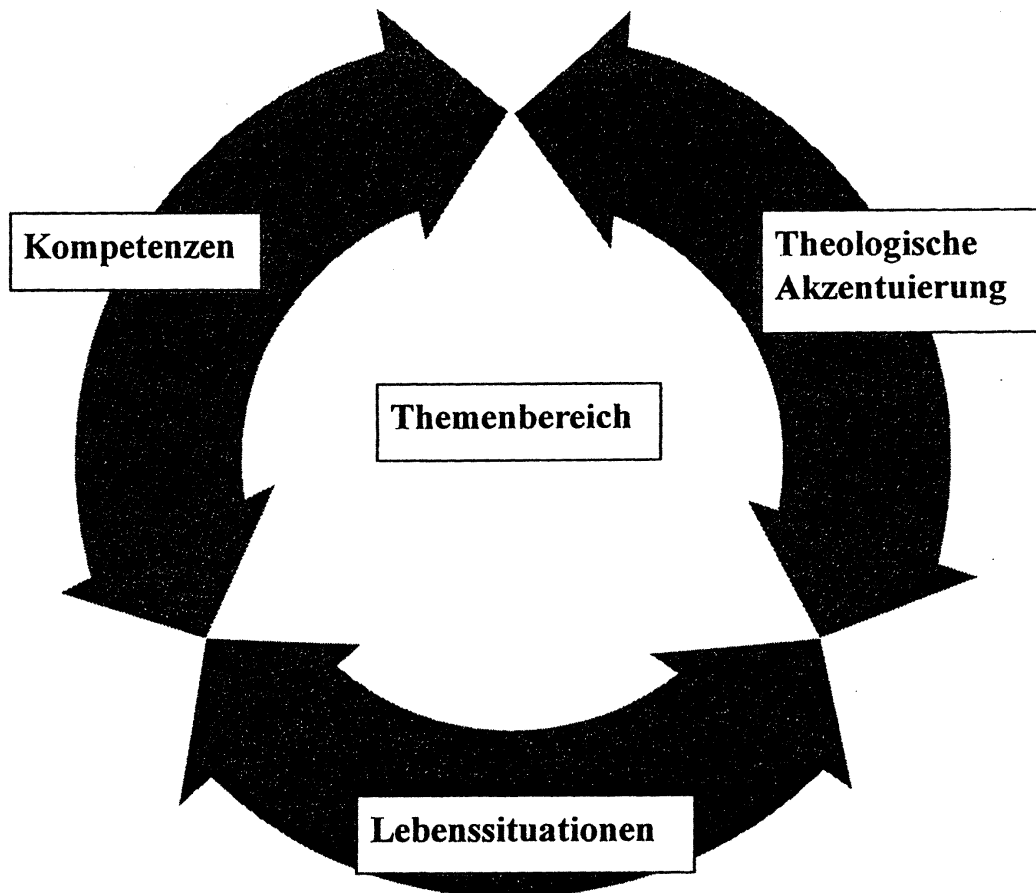 Kompetenzen
Theologische
Akzentuierung
Themenbereich
Lebenssituationen